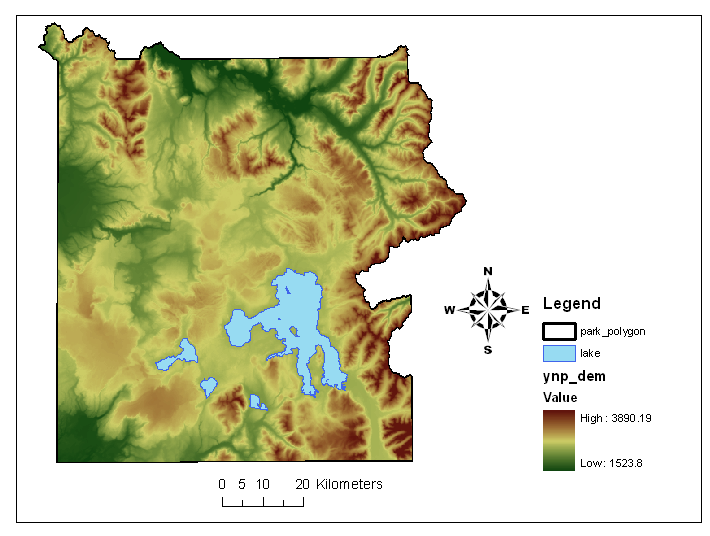 N
W E
S
Legend
park_polygon
lake
ynp_dem
Value
High : 3890.19
Low: 1523.8
0 5 10 20 Kilometers